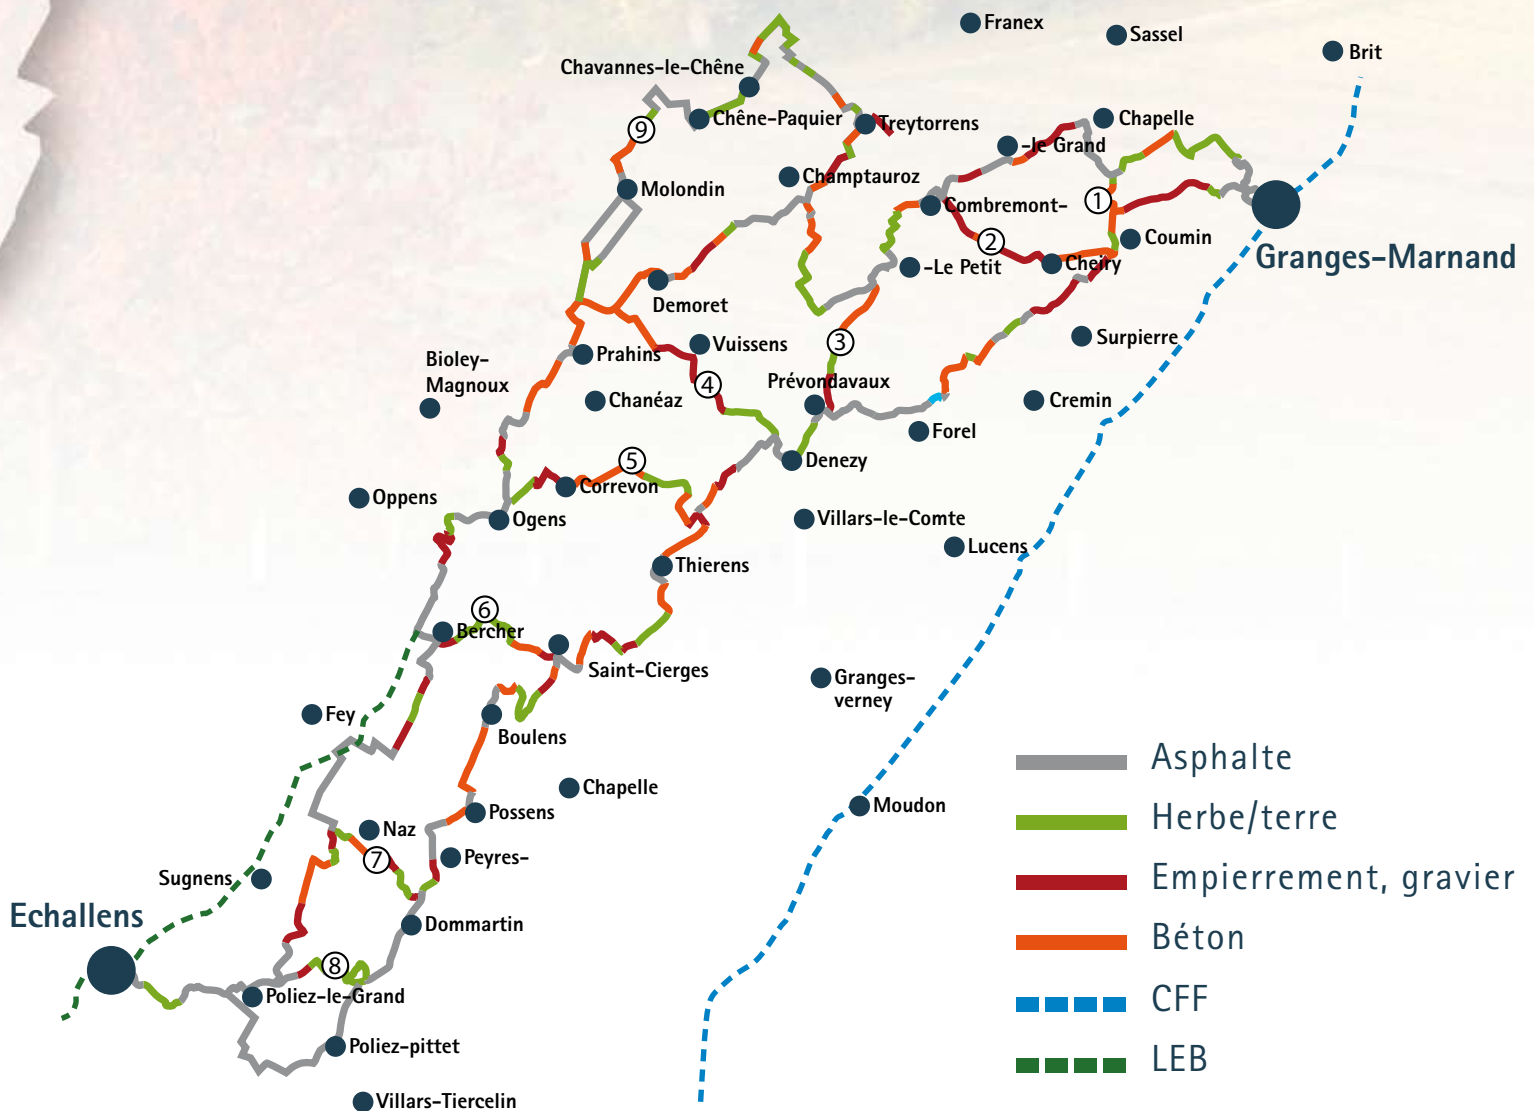 Franex
Sassel
Brit
Chavannes-le-Chêne
Chêne-Paquier
Treytorrens
Chapelle
9
-le Grand
Champtauroz
Molondin
Combremont-
1
2
Coumin
Granges-Marnand
-Le Petit
Cheiry
Demoret
Vuissens
3
Surpierre
Prahins
Bioley-
Magnoux
Prévondavaux
4
Chanéaz
Cremin
Forel
5
Denezy
Correvon
Oppens
Ogens
Villars-le-Comte
Lucens
Thierens
6
Bercher
Saint-Cierges
Granges-
verney
Fey
Boulens
Chapelle
Possens
Moudon
Naz
7
Peyres-
Sugnens
Echallens
Dommartin
8
Poliez-le-Grand
Poliez-pittet
Villars-Tiercelin
Asphalte
Herbe/terre
Empierrement, gravier
Béton
CFF
LEB